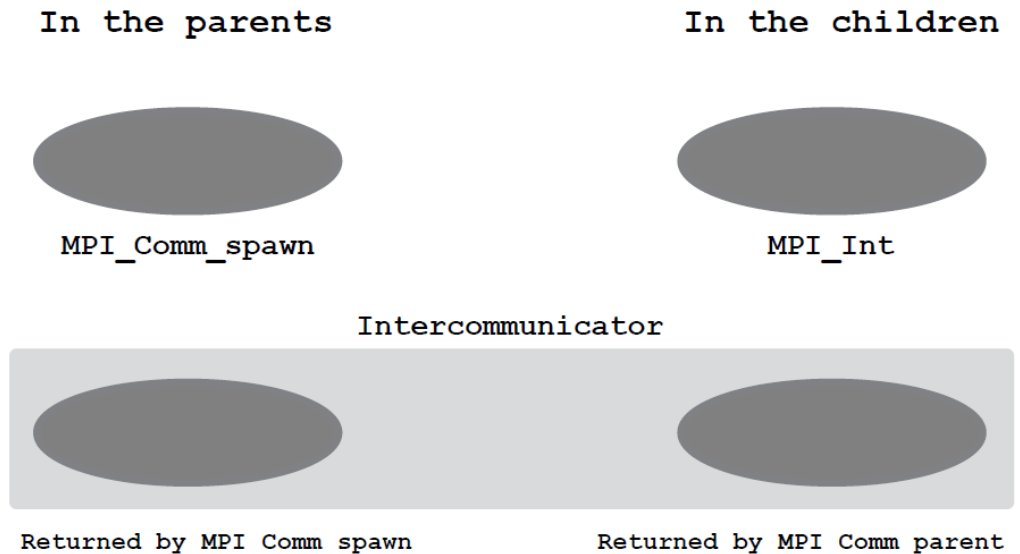 In the parents
In the children
MPI_Comm_spawn
MPI_Int
Intercommunicator
Returned by MPI Comm spawn
Returned by MPI Comm parent